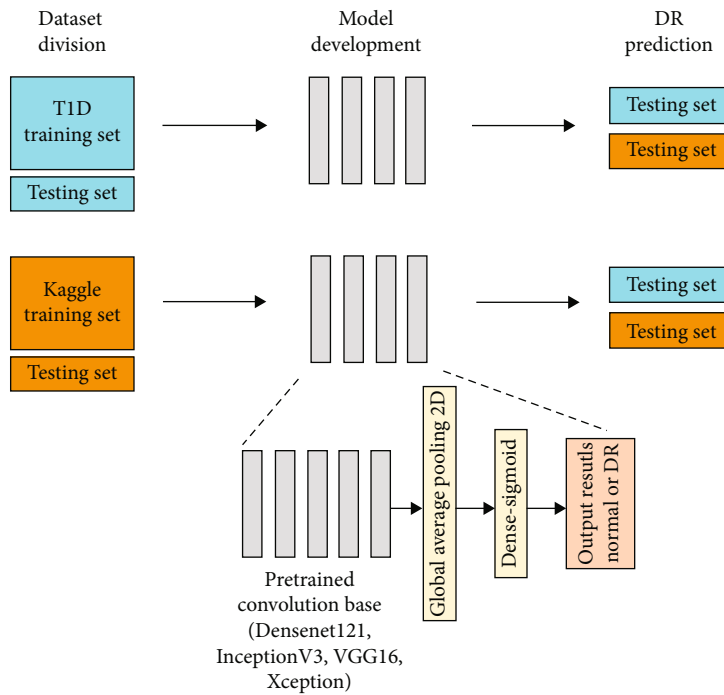 Dataset
division
Model
development
DR
prediction
T1D
training set
Testing set
Testing set
Testing set
Kaggle
training set
Testing set
Testing set
Testing set
Global average pooling 2D
Dense-sigmoid
Output resutls
normal or DR
Pretrained
convolution base
(Densenet121,
InceptionV3, VGG16,
Xception)